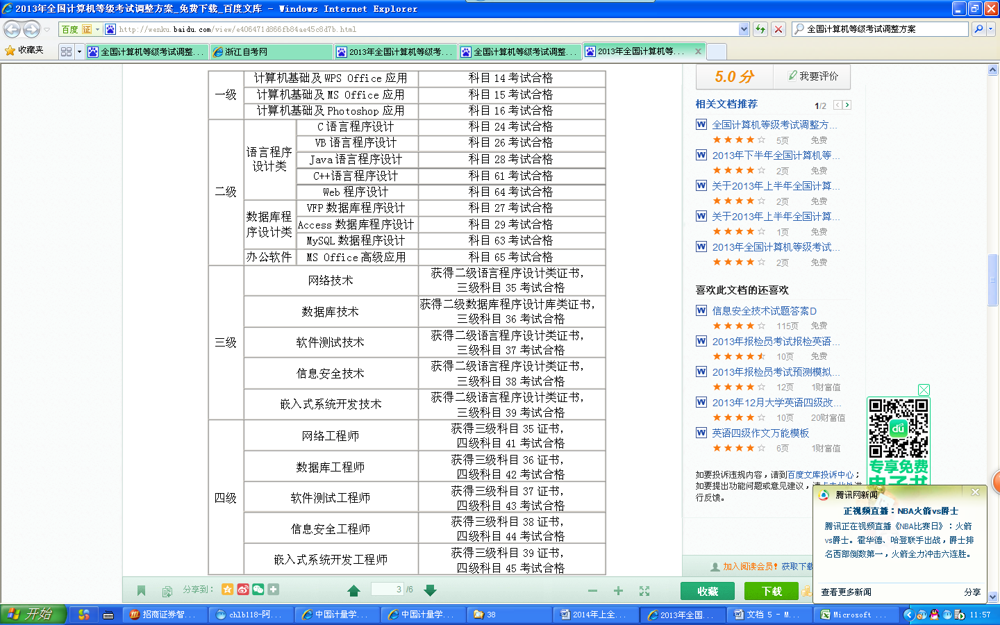 2013年全国计算机等级考试调整方案_免费下载_百度文库 - Windows Internet Explorer
百度 证 http://wenku.baidu.com/view/e406471d866fb84ae45c8d7b.html 全国计算机等级考试调整方案
收藏夹 全国计算机等级考试调整... 浙江自考网 2013年全国计算机等级考... 全国计算机等级考试调整... 2013年全国计算机等...
一级
计算机基础及 WPS Office 应用 科目 14 考试合格
计算机基础及 MS Office 应用 科目 15 考试合格
计算机基础及 Photoshop 应用 科目 16 考试合格
二级
语言程序设计类
C 语言程序设计 科目 24 考试合格
VB 语言程序设计 科目 26 考试合格
Java 语言程序设计 科目 28 考试合格
C++语言程序设计 科目 61 考试合格
Web 程序设计 科目 64 考试合格
数据库程序设计类
VFP 数据库程序设计 科目 27 考试合格
Access 数据库程序设计 科目 29 考试合格
MySQL 数据程序设计 科目 63 考试合格
办公软件 MS Office 高级应用 科目 65 考试合格
三级
网络技术 获得二级语言程序设计类证书，
三级科目 35 考试合格
数据库技术 获得二级数据库程序设计库类证书，
三级科目 36 考试合格
软件测试技术 获得二级语言程序设计类证书，
三级科目 37 考试合格
信息安全技术 获得二级语言程序设计类证书，
三级科目 38 考试合格
嵌入式系统开发技术 获得二级语言程序设计类证书，
三级科目 39 考试合格
四级
网络工程师 获得三级科目 35 证书，
四级科目 41 考试合格
数据库工程师 获得三级科目 36 证书，
四级科目 42 考试合格
软件测试工程师 获得三级科目 37 证书，
四级科目 43 考试合格
信息安全工程师 获得三级科目 38 证书，
四级科目 44 考试合格
嵌入式系统开发工程师 获得三级科目 39 证书，
四级科目 45 考试合格
5.0 分 我要评价
相关文档推荐 1/2
全国计算机等级考试调整方...
5页 免费
2013年下半年全国计算机等...
2页 免费
关于2013年上半年全国计算...
2页 免费
关于2013年上半年全国计算...
1页 免费
2013年全国计算机等级考试...
2页 免费
喜欢此文档的还喜欢
信息安全技术试题答案D
115页 免费
2013年报检员考试报检英语...
10页 免费
2013年报检员考试预测模拟...
12页 1财富值
2013年12月大学英语四级改...
10页 20财富值
英语四级作文万能模板
6页 1财富值
如要投诉违规内容，请到百度文库投诉中心；
如要提出功能问题或意见建议，请点击此处进
行反馈。
du
专享免费
电子书
腾讯网新闻
正视频直播：NBA火箭vs爵士
腾讯正在视频直播《NBA比赛日》：火箭
vs爵士。霍华德、哈登联手出战，爵士排
名西部倒数第一，火箭全力冲击六连胜。
查看更多新闻 分享
加入阅读会员！获取下载
分享到： 3 /6 收藏 下载
开始 招商证券智... chlb118-阿... 中国计量学... 中国计量学... 38 2014年上全... 2013年全国... 文档 5 - M... Microsoft ... 11:57